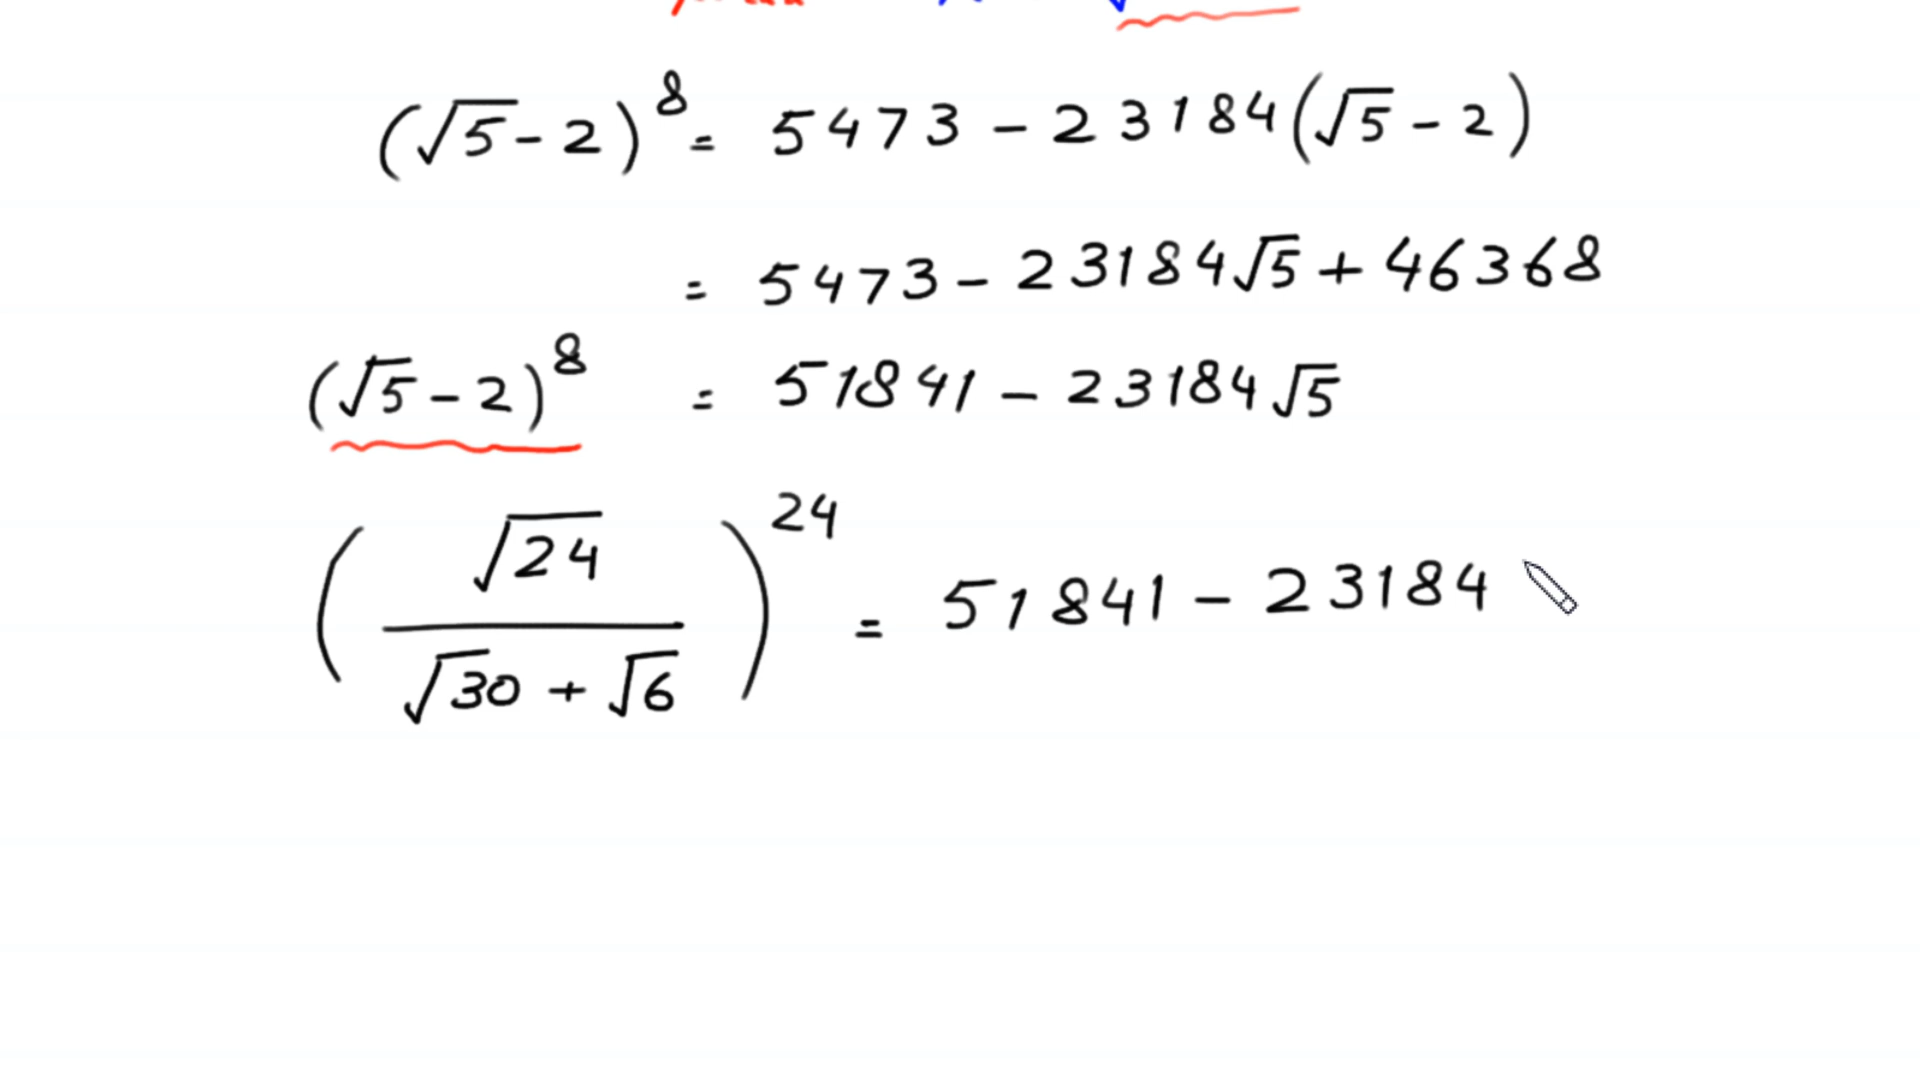 (√5 - 2)⁸ = 5473 - 23184(√5 - 2)
= 5473 - 23184√5 + 46368
(√5 - 2)⁸ = 51841 - 23184√5
(√24 / (√30 + √6))²⁴ = 51841 - 23184